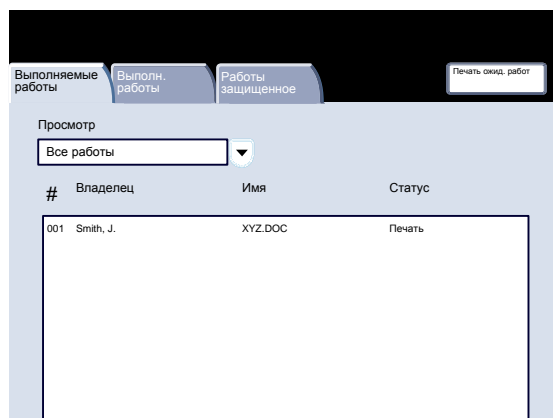 Выполняемые
работы
Выполн.
работы
Работы
защищенное
Печать ожид. работ
Просмотр
Все работы
# Владелец Имя Статус
001 Smith, J. XYZ.DOC Печать